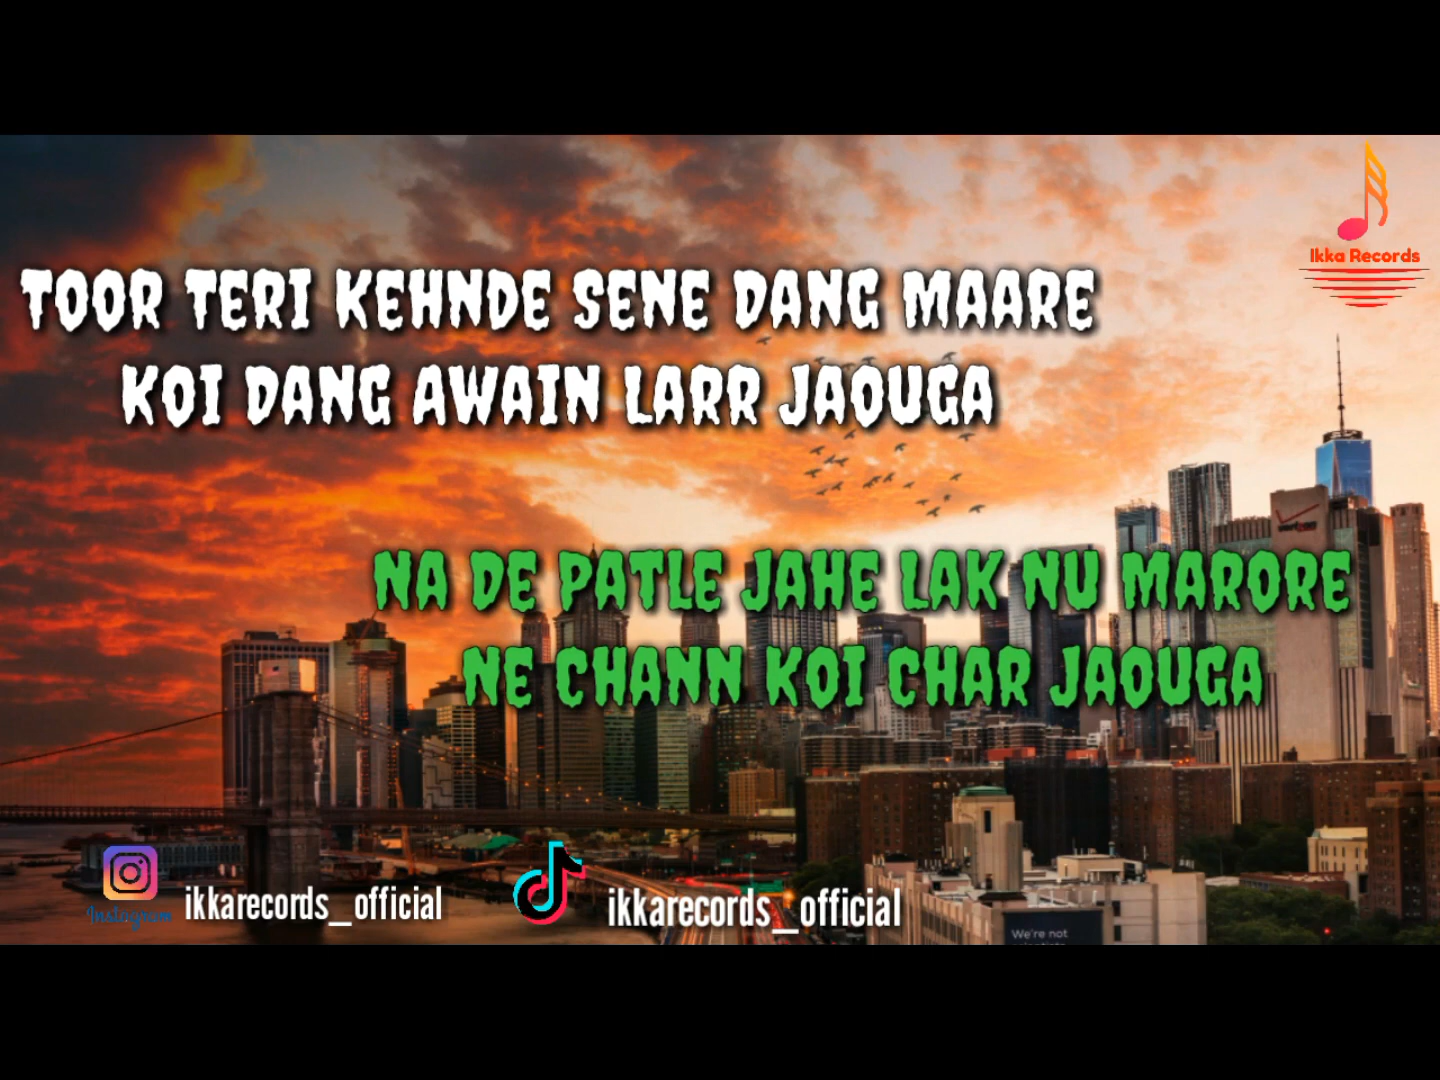 Ikka Records
TOOR TERI KEHNDE SENE DANG MAARE
KOI DANG AWAIN LARR JAOUGA
verizon
NA DE PATLE JAHE LAK NU MARORE
NE CHANN KOI CHAR JAOUGA
Instagram
ikkarecords_official
ikkarecords_official
We're not